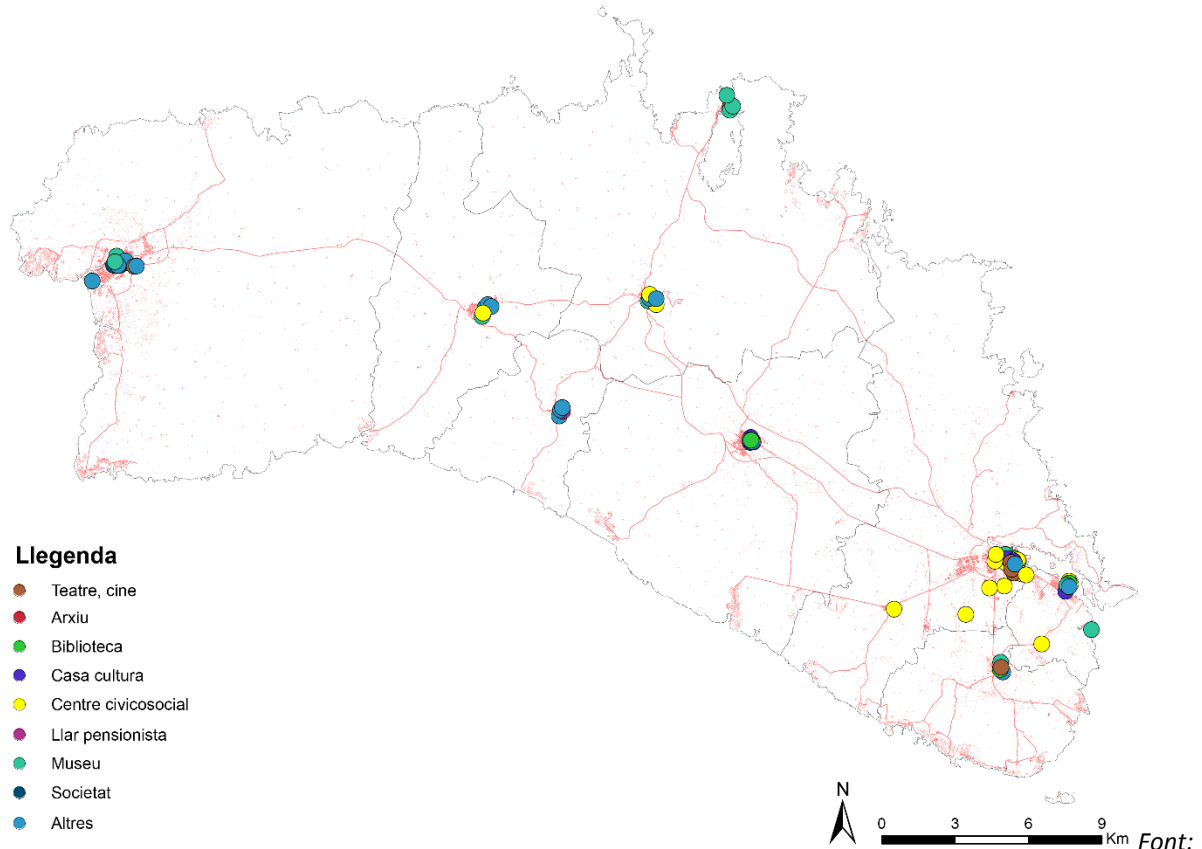 Llegenda
Teatre, cine
Arxiu
Biblioteca
Casa cultura
Centre civicosocial
Llar pensionista
Museu
Societat
Altres
N
0 3 6 9
Km Font: